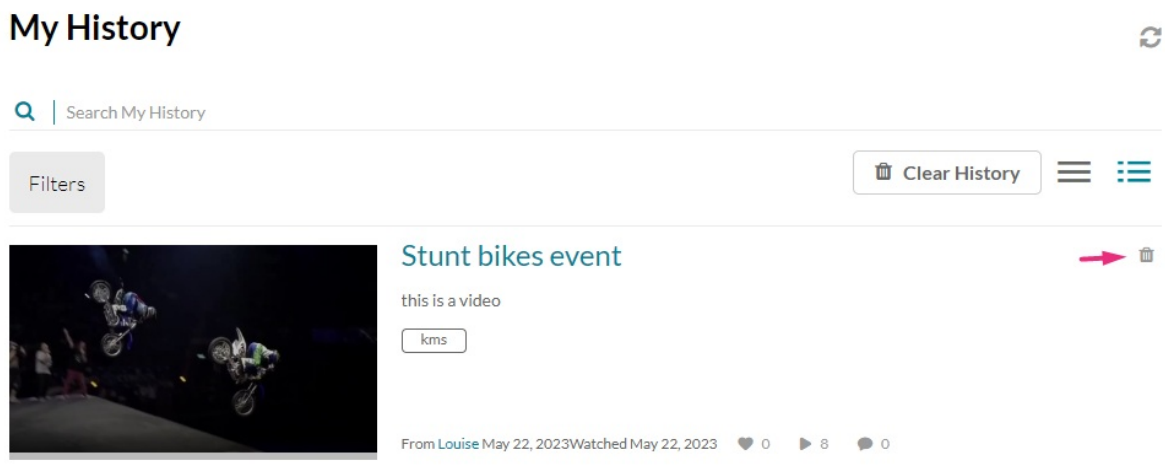 My History
Search My History
Filters
Clear History
Stunt bikes event
this is a video
kms
From Louise May 22, 2023Watched May 22, 2023 0 8 0